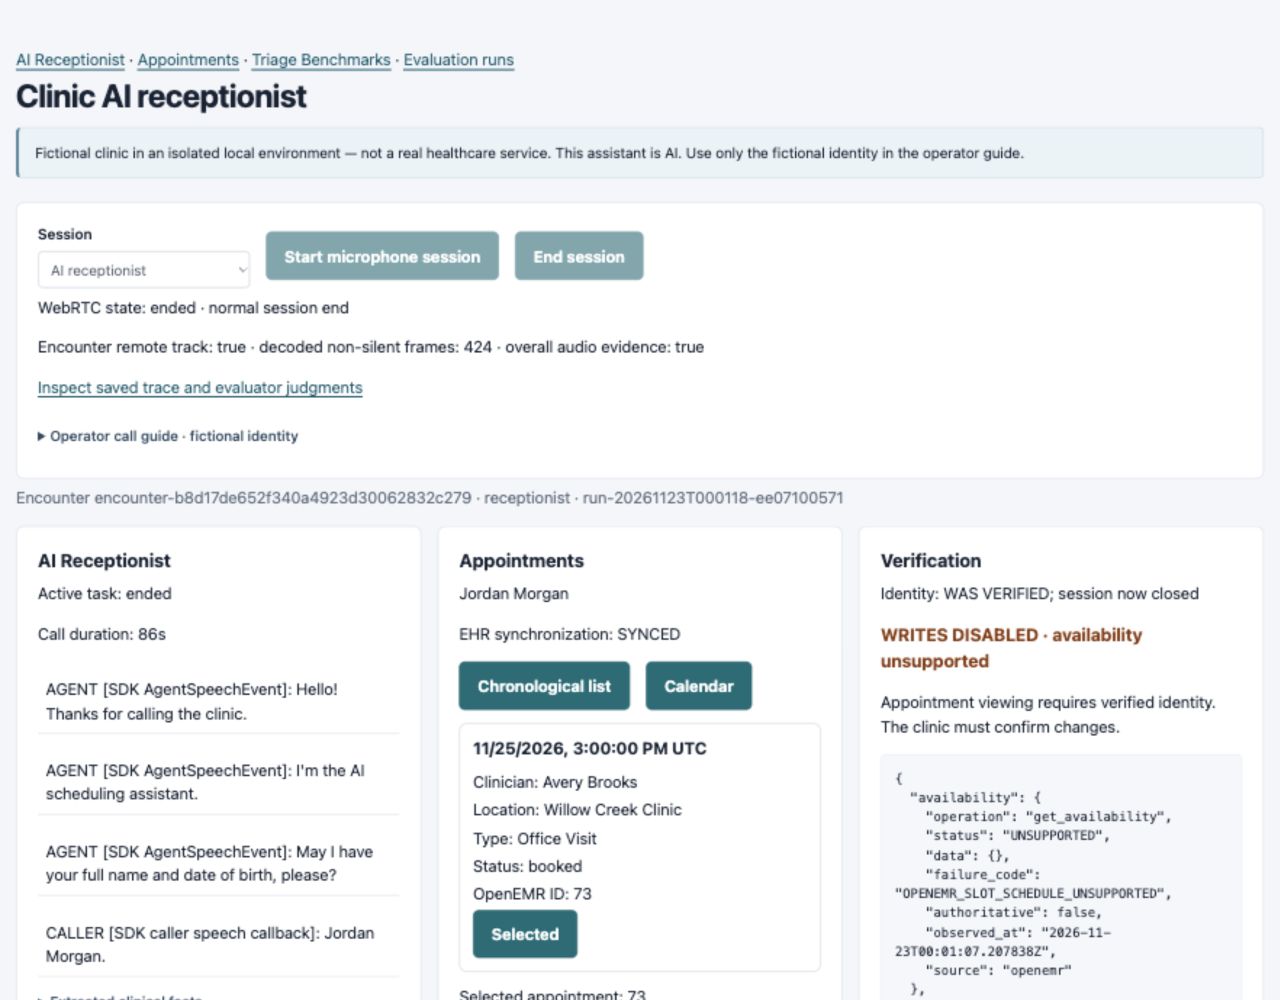 AI Receptionist · Appointments · Triage Benchmarks · Evaluation runs
Clinic AI receptionist
Fictional clinic in an isolated local environment — not a real healthcare service. This assistant is AI. Use only the fictional identity in the operator guide.
Session
AI receptionist
Start microphone session
End session
WebRTC state: ended · normal session end
Encounter remote track: true · decoded non-silent frames: 424 · overall audio evidence: true
Inspect saved trace and evaluator judgments
Operator call guide · fictional identity
Encounter encounter-b8d17de652f340a4923d30062832c279 · receptionist · run-20261123T000118-ee07100571
AI Receptionist
Active task: ended
Call duration: 86s
AGENT [SDK AgentSpeechEvent]: Hello!
Thanks for calling the clinic.
AGENT [SDK AgentSpeechEvent]: I'm the AI
scheduling assistant.
AGENT [SDK AgentSpeechEvent]: May I have
your full name and date of birth, please?
CALLER [SDK caller speech callback]: Jordan
Morgan.
Extracted clinical facts
Appointments
Jordan Morgan
EHR synchronization: SYNCED
Chronological list
Calendar
11/25/2026, 3:00:00 PM UTC
Clinician: Avery Brooks
Location: Willow Creek Clinic
Type: Office Visit
Status: booked
OpenEMR ID: 73
Selected
Selected appointment: 73
Verification
Identity: WAS VERIFIED; session now closed
WRITES DISABLED · availability
unsupported
Appointment viewing requires verified identity.
The clinic must confirm changes.
{
"availability": {
"operation": "get_availability",
"status": "UNSUPPORTED",
"data": {},
"failure_code":
"OPENEMR_SLOT_SCHEDULE_UNSUPPORTED",
"authoritative": false,
"observed_at": "2026-11-
23T00:01:07.207838Z",
"source": "openemr"
},